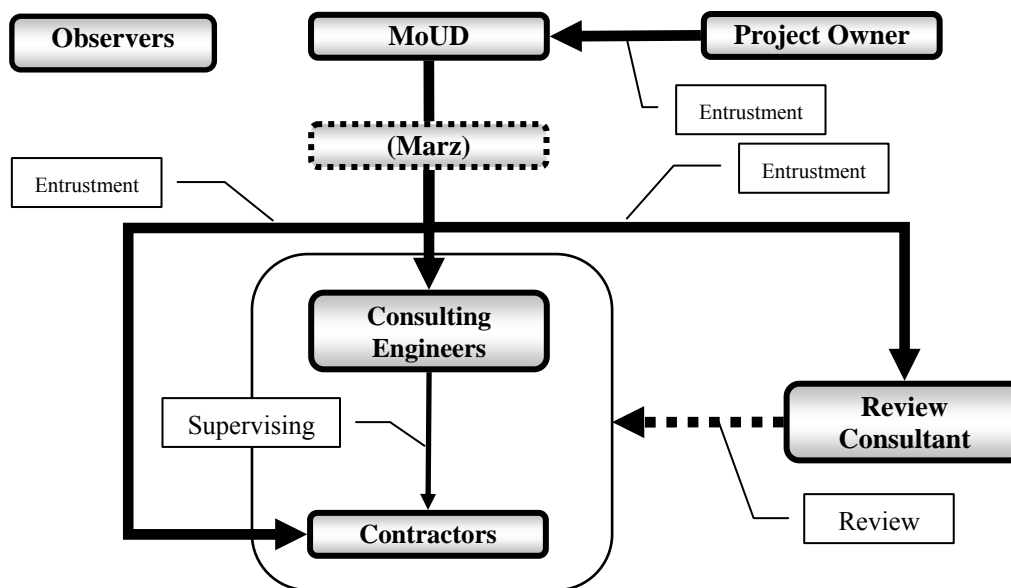 Observers
MoUD
Project Owner
Entrustment
(Marz)
Entrustment
Entrustment
Consulting
Engineers
Supervising
Review
Consultant
Contractors
Review